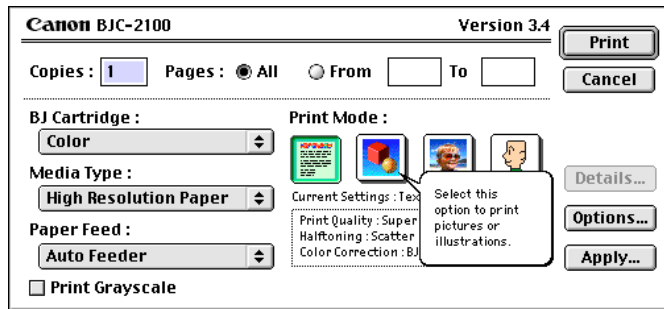 Canon BJC-2100 Version 3.4
Print
Copies : 1 Pages : All From To
Cancel
BJ Cartridge :
Color
Print Mode :
Media Type :
High Resolution Paper
Details...
Current Settings : Tex
Select this
option to print
pictures or
illustrations.
Print Quality : Super
Halftoning : Scatter
Color Correction : BJ
Options...
Paper Feed :
Auto Feeder
Apply...
Print Grayscale